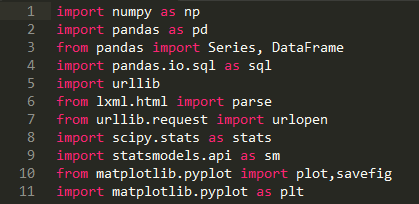 1 import numpy as np
2 import pandas as pd
3 from pandas import Series, DataFrame
4 import pandas.io.sql as sql
5 import urllib
6 from lxml.html import parse
7 from urllib.request import urlopen
8 import scipy.stats as stats
9 import statsmodels.api as sm
10 from matplotlib.pyplot import plot,savefig
11 import matplotlib.pyplot as plt